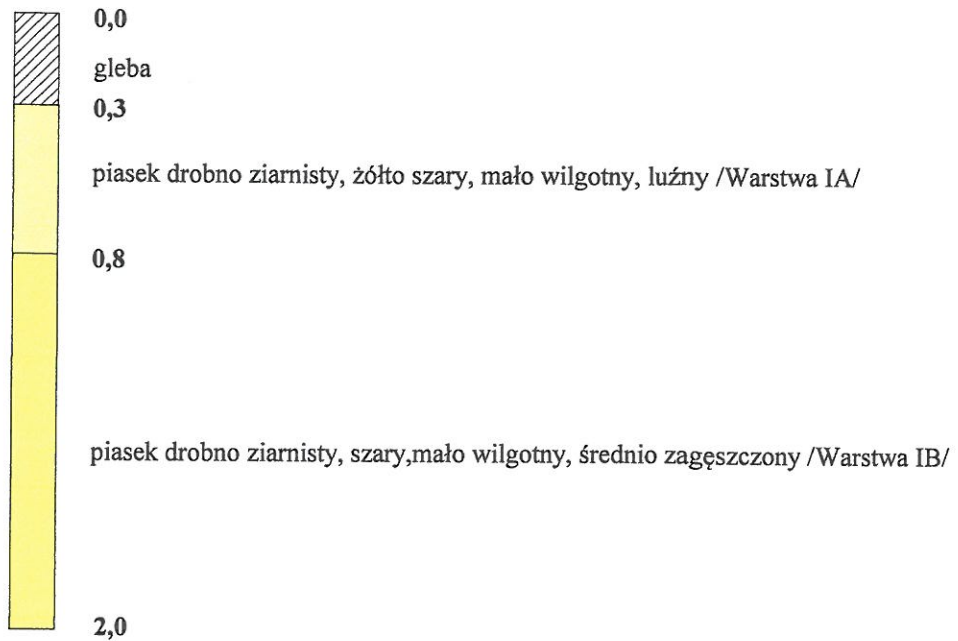 0,0
gleba
0,3
piasek drobno ziarnisty, żółto szary, mało wilgotny, luźny /Warstwa IA/
0,8
piasek drobno ziarnisty, szary,mało wilgotny, średnio zagęszczony /Warstwa IB/
2,0